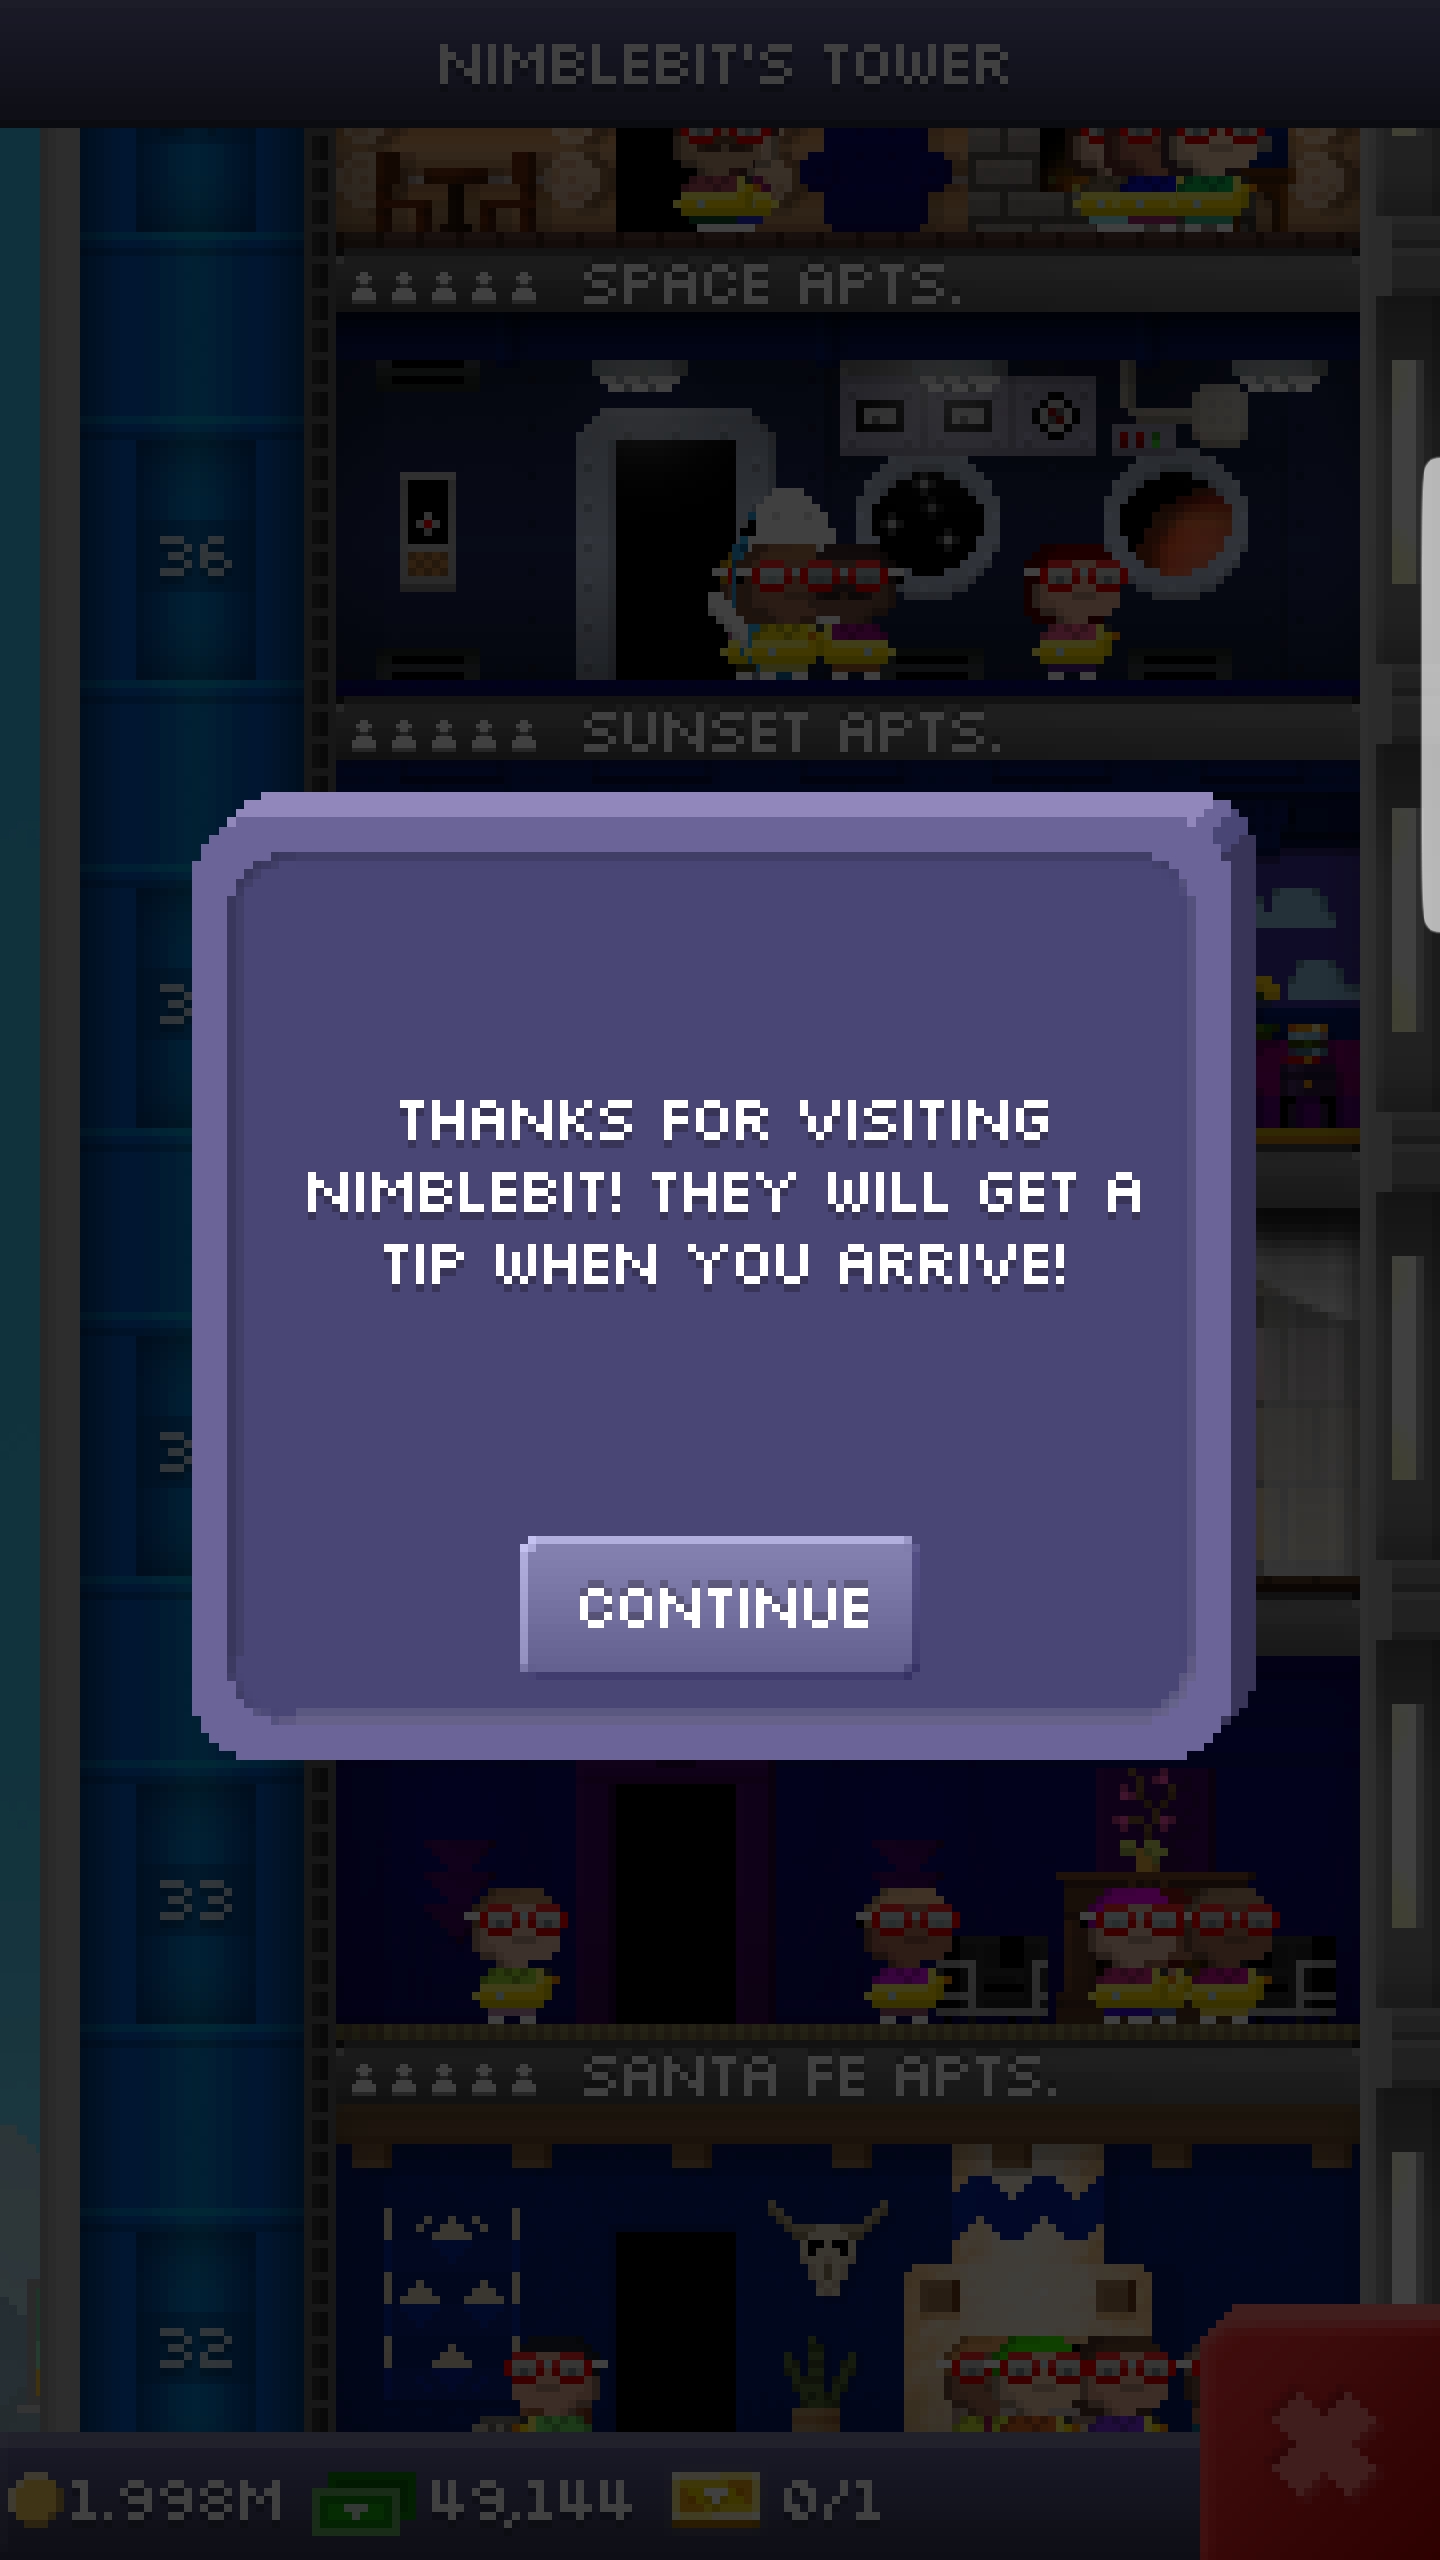 NIMBLEBIT'S TOWER
SPACE APTS.
36
SUNSET APTS.
THANKS FOR VISITING
NIMBLEBIT! THEY WILL GET A
TIP WHEN YOU ARRIVE!
CONTINUE
33
SANTA FE APTS.
32
1.998M 49,144 0/1